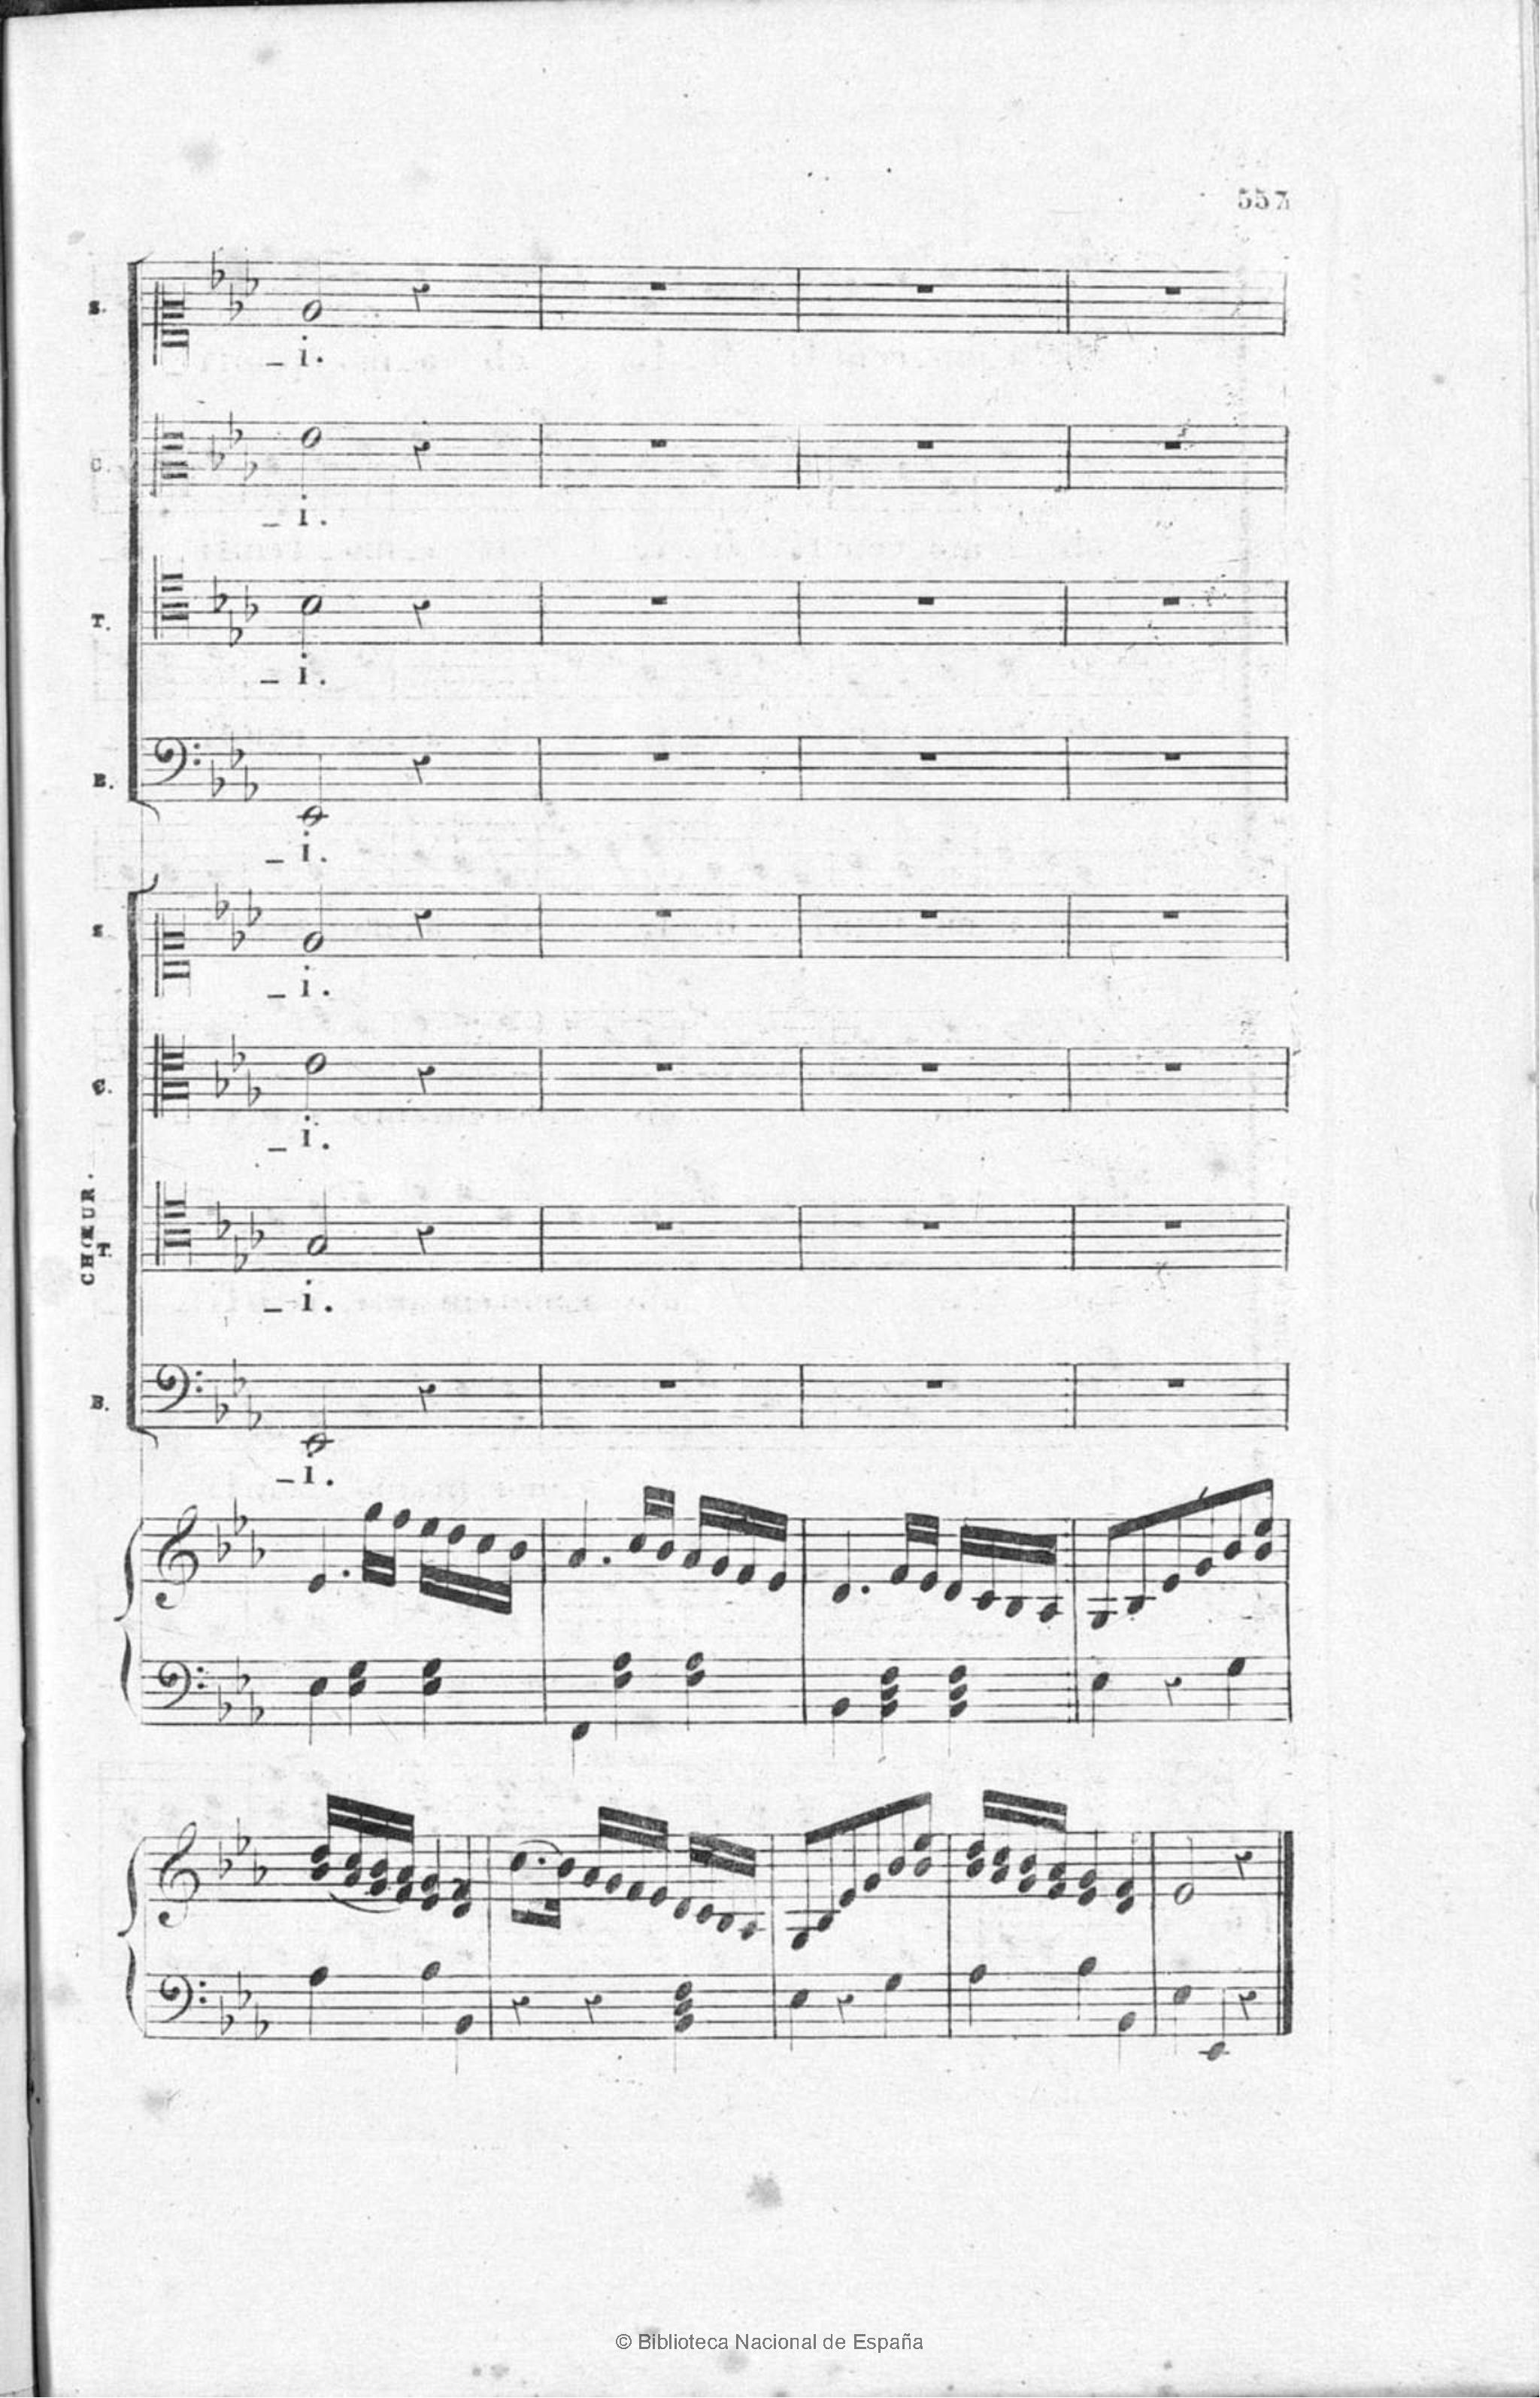 557
S.
_ i.
C.
_ i.
T.
_ i.
B.
_ i.
S.
_ i.
C.
_ i.
CHŒUR.
T.
_ i.
B.
_ i.
© Biblioteca Nacional de España